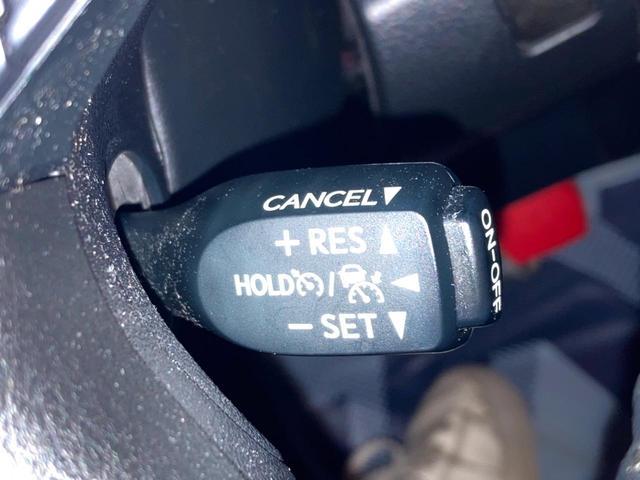 CANCEL▼
+ RES ▲
HOLD / ◀
− SET ▼
ON-OFF